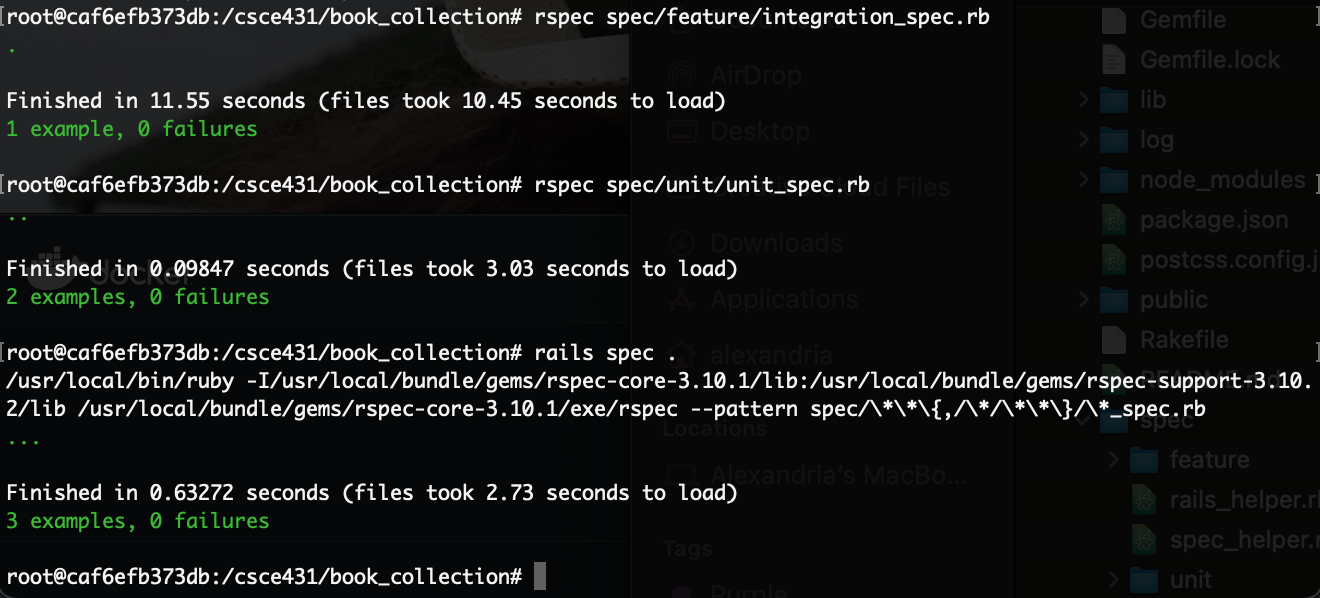 root@caf6efb373db:/csce431/book_collection# rspec spec/feature/integration_spec.rb
.
Finished in 11.55 seconds (files took 10.45 seconds to load)
1 example, 0 failures
root@caf6efb373db:/csce431/book_collection# rspec spec/unit/unit_spec.rb
..
Finished in 0.09847 seconds (files took 3.03 seconds to load)
2 examples, 0 failures
root@caf6efb373db:/csce431/book_collection# rails spec .
/usr/local/bin/ruby -I/usr/local/bundle/gems/rspec-core-3.10.1/lib:/usr/local/bundle/gems/rspec-support-3.10.
2/lib /usr/local/bundle/gems/rspec-core-3.10.1/exe/rspec --pattern spec/\*\*\{,/\*/\*\*\}/\*_spec.rb
...
Finished in 0.63272 seconds (files took 2.73 seconds to load)
3 examples, 0 failures
root@caf6efb373db:/csce431/book_collection#
docker
AirDrop
Desktop
Files
Downloads
Applications
alexandria
Locations
Alexandria's MacBo...
Tags
Purple
Gemfile
Gemfile.lock
lib
log
node_modules
package.json
postcss.config.j
public
Rakefile
spec
feature
rails_helper.r
spec_helper.r
unit